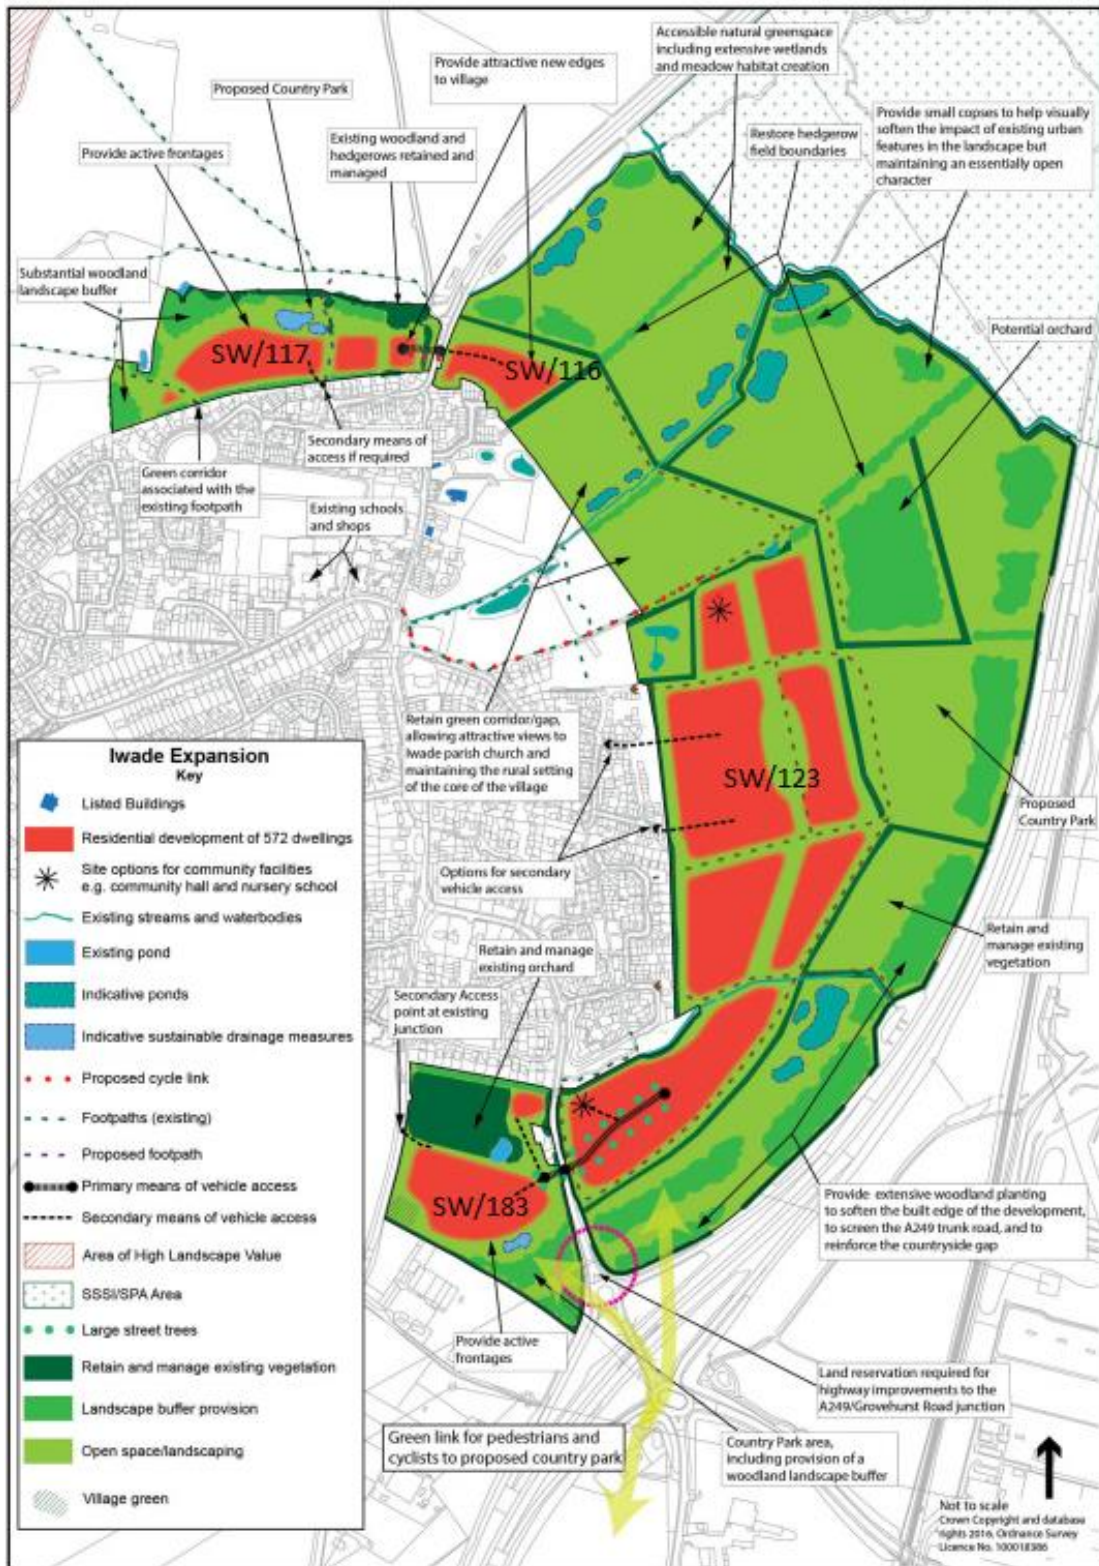 Accessible natural greenspace
including extensive wetlands
and meadow habitat creation
Provide attractive new edges
to village
Proposed Country Park
Provide small copses to help visually
soften the impact of existing urban
features in the landscape but
maintaining an essentially open
character
Existing woodland and
hedgerows retained and
managed
Restore hedgerow
field boundaries
Provide active frontages
Substantial woodland
landscape buffer
Potential orchard
SW/117
SW/116
Secondary means of
access if required
Green corridor
associated with the
existing footpath
Existing schools
and shops
Retain green corridor/gap,
allowing attractive views to
Iwade parish church and
maintaining the rural setting
of the core of the village
SW/123
Proposed
Country Park
Options for secondary
vehicle access
Retain and
manage existing
vegetation
Retain and manage
existing orchard
Secondary Access
point at existing
junction
SW/183
Provide extensive woodland planting
to soften the built edge of the development,
to screen the A249 trunk road, and to
reinforce the countryside gap
Provide active
frontages
Land reservation required for
highway improvements to the
A249/Grovehurst Road junction
Green link for pedestrians and
cyclists to proposed country park
Country Park area,
including provision of a
woodland landscape buffer
Iwade Expansion
Key
Listed Buildings
Residential development of 572 dwellings
Site options for community facilities
e.g. community hall and nursery school
Existing streams and waterbodies
Existing pond
Indicative ponds
Indicative sustainable drainage measures
Proposed cycle link
Footpaths (existing)
Proposed footpath
Primary means of vehicle access
Secondary means of vehicle access
Area of High Landscape Value
SSSI/SPA Area
Large street trees
Retain and manage existing vegetation
Landscape buffer provision
Open space/landscaping
Village green
Not to scale
Crown Copyright and database
rights 2016. Ordnance Survey
Licence No. 100018386